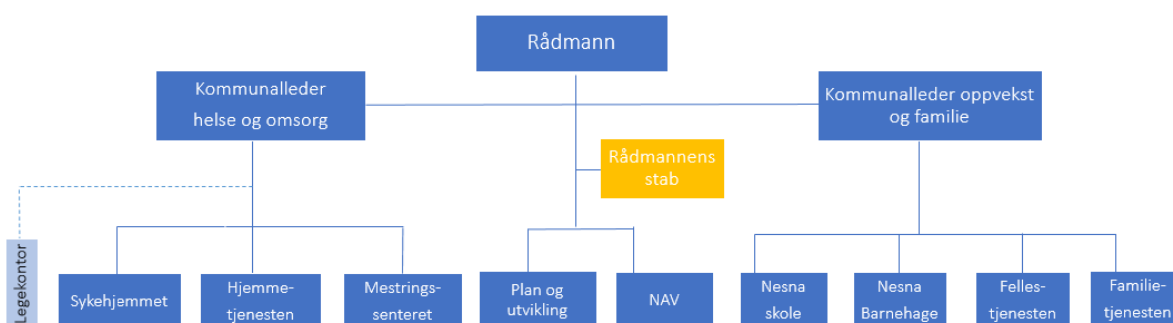 Rådmann
Kommunalleder
helse og omsorg
Kommunalleder oppvekst
og familie
Rådmannens
stab
Legekontor
Sykehjemmet
Hjemme-
tjenesten
Mestrings-
senteret
Plan og
utvikling
NAV
Nesna
skole
Nesna
Barnehage
Felles-
tjenesten
Familie-
tjenesten